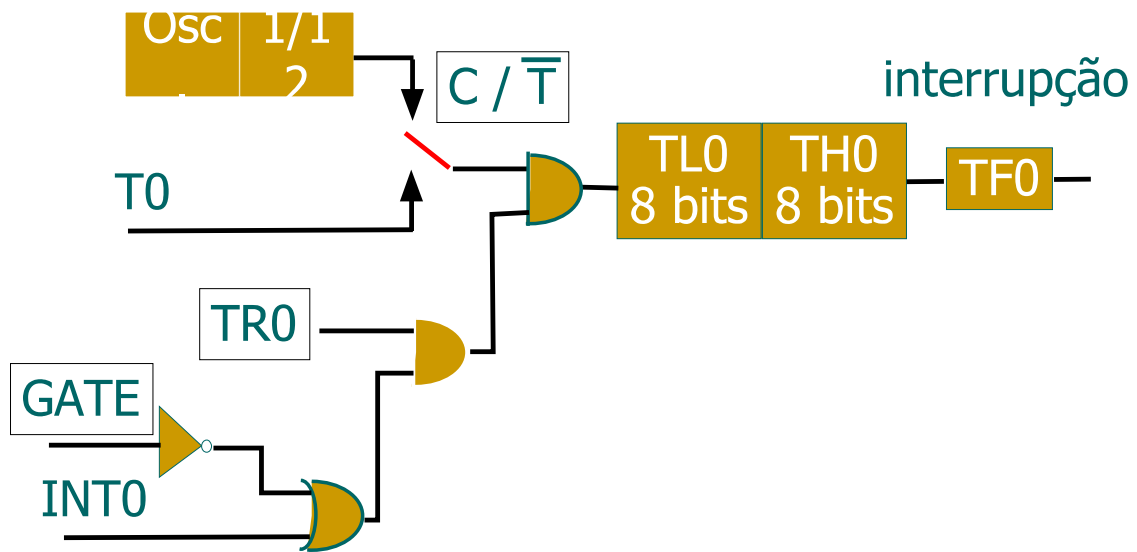 Osc
1/1
2
C / T
interrupção
TL0
8 bits
TH0
8 bits
TF0
T0
TR0
GATE
INT0